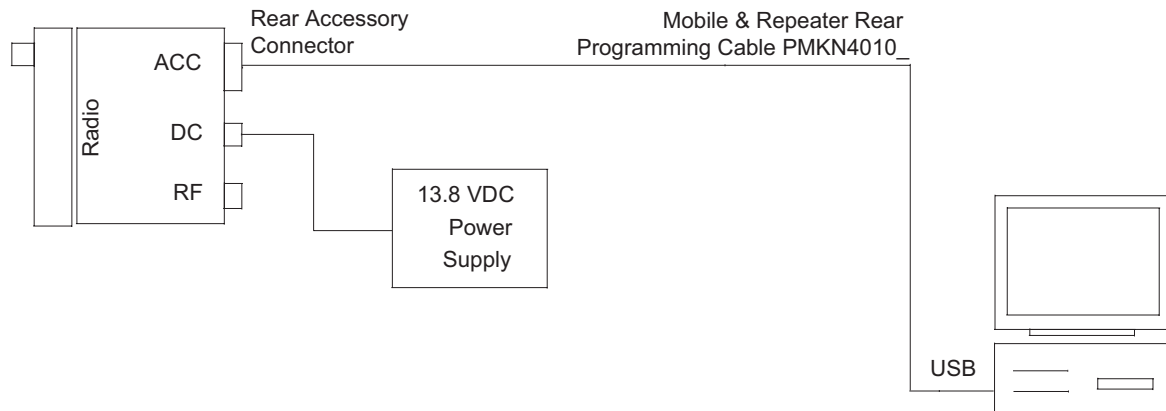 Rear Accessory
Connector
Mobile & Repeater Rear
Programming Cable PMKN4010_
ACC
Radio
DC
RF
13.8 VDC
Power
Supply
USB